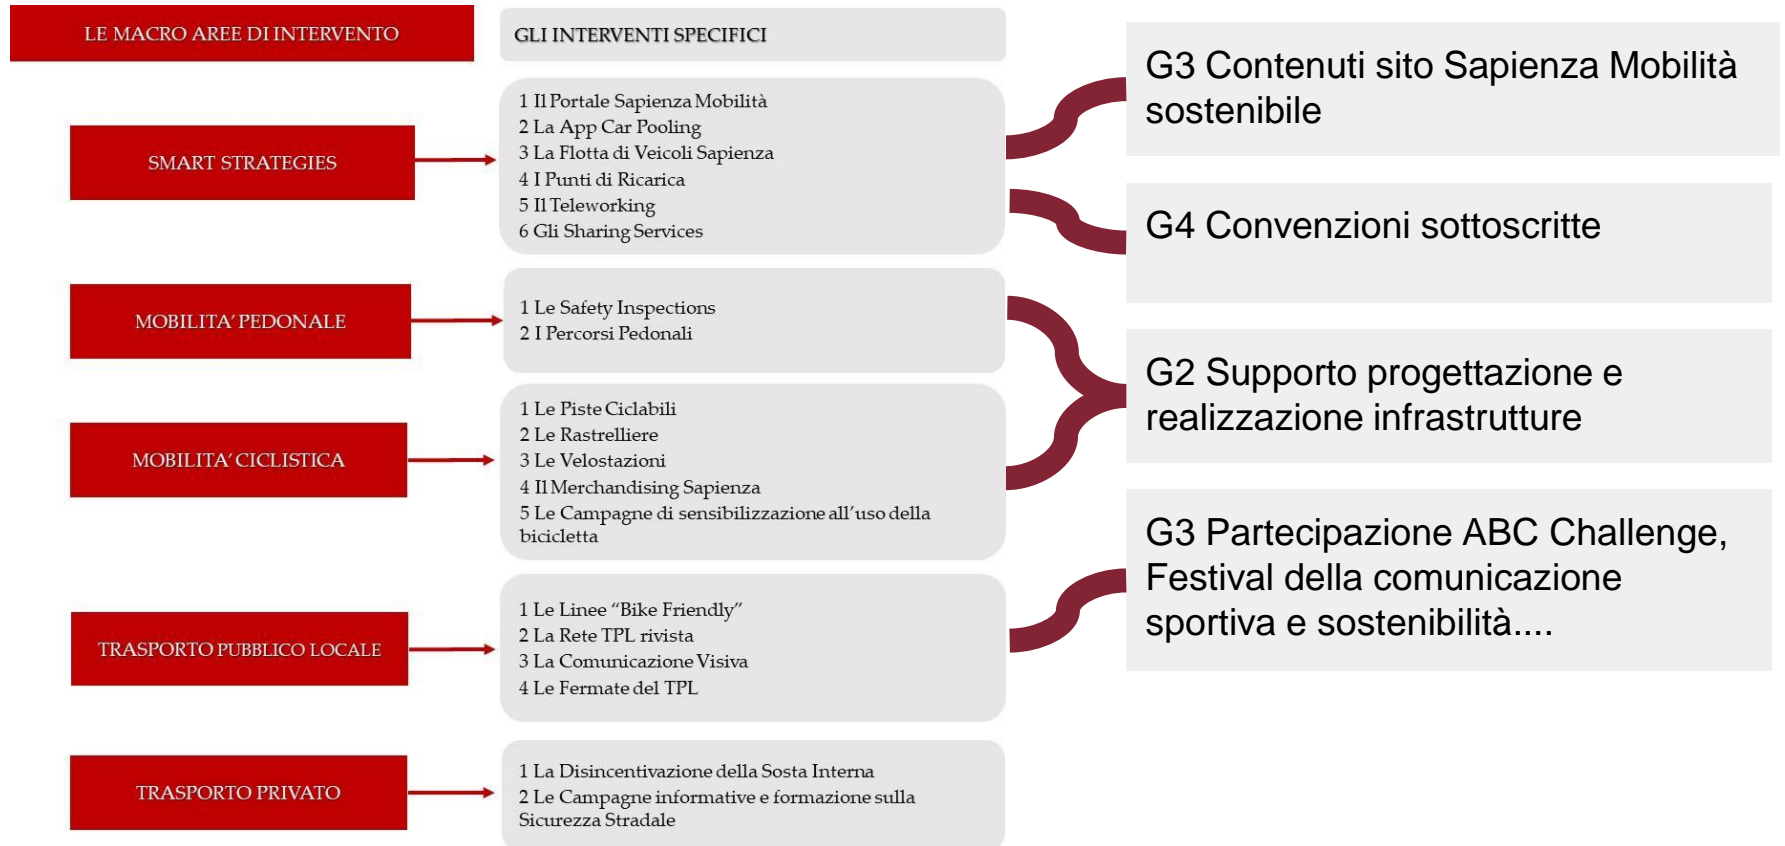 LE MACRO AREE DI INTERVENTO
GLI INTERVENTI SPECIFICI
SMART STRATEGIES
1 Il Portale Sapienza Mobilità
2 La App Car Pooling
3 La Flotta di Veicoli Sapienza
4 I Punti di Ricarica
5 Il Teleworking
6 Gli Sharing Services
G3 Contenuti sito Sapienza Mobilità
sostenibile
G4 Convenzioni sottoscritte
MOBILITA' PEDONALE
1 Le Safety Inspections
2 I Percorsi Pedonali
MOBILITA' CICLISTICA
1 Le Piste Ciclabili
2 Le Rastrelliere
3 Le Velostazioni
4 Il Merchandising Sapienza
5 Le Campagne di sensibilizzazione all'uso della
bicicletta
G2 Supporto progettazione e
realizzazione infrastrutture
TRASPORTO PUBBLICO LOCALE
1 Le Linee "Bike Friendly"
2 La Rete TPL rivista
3 La Comunicazione Visiva
4 Le Fermate del TPL
G3 Partecipazione ABC Challenge,
Festival della comunicazione
sportiva e sostenibilità....
TRASPORTO PRIVATO
1 La Disincentivazione della Sosta Interna
2 Le Campagne informative e formazione sulla
Sicurezza Stradale